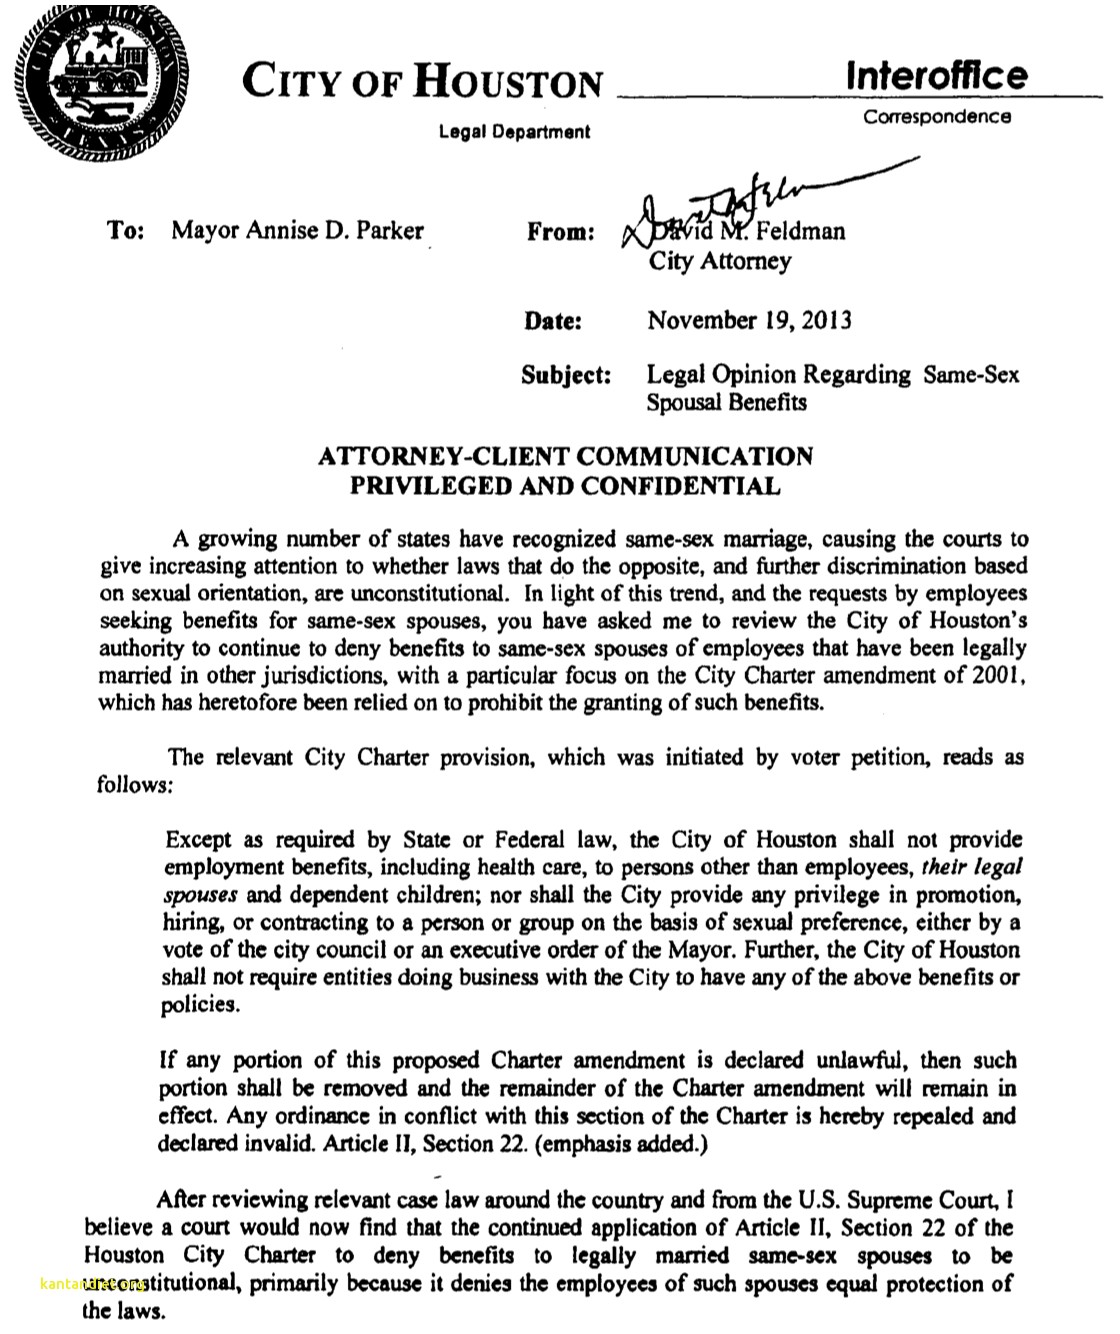 CITY OF HOUSTON
TEXAS
CITY OF HOUSTON
Interoffice
Legal Department
Correspondence
To: Mayor Annise D. Parker
From: David M. Feldman
City Attorney
Date: November 19, 2013
Subject: Legal Opinion Regarding Same-Sex
Spousal Benefits
ATTORNEY-CLIENT COMMUNICATION
PRIVILEGED AND CONFIDENTIAL
A growing number of states have recognized same-sex marriage, causing the courts to
give increasing attention to whether laws that do the opposite, and further discrimination based
on sexual orientation, are unconstitutional. In light of this trend, and the requests by employees
seeking benefits for same-sex spouses, you have asked me to review the City of Houston's
authority to continue to deny benefits to same-sex spouses of employees that have been legally
married in other jurisdictions, with a particular focus on the City Charter amendment of 2001,
which has heretofore been relied on to prohibit the granting of such benefits.
The relevant City Charter provision, which was initiated by voter petition, reads as
follows:
Except as required by State or Federal law, the City of Houston shall not provide
employment benefits, including health care, to persons other than employees, their legal
spouses and dependent children; nor shall the City provide any privilege in promotion,
hiring, or contracting to a person or group on the basis of sexual preference, either by a
vote of the city council or an executive order of the Mayor. Further, the City of Houston
shall not require entities doing business with the City to have any of the above benefits or
policies.
If any portion of this proposed Charter amendment is declared unlawful, then such
portion shall be removed and the remainder of the Charter amendment will remain in
effect. Any ordinance in conflict with this section of the Charter is hereby repealed and
declared invalid. Article II, Section 22. (emphasis added.)
After reviewing relevant case law around the country and from the U.S. Supreme Court, I
believe a court would now find that the continued application of Article II, Section 22 of the
Houston City Charter to deny benefits to legally married same-sex spouses to be
unconstitutional, primarily because it denies the employees of such spouses equal protection of
the laws.
kantandiet.org